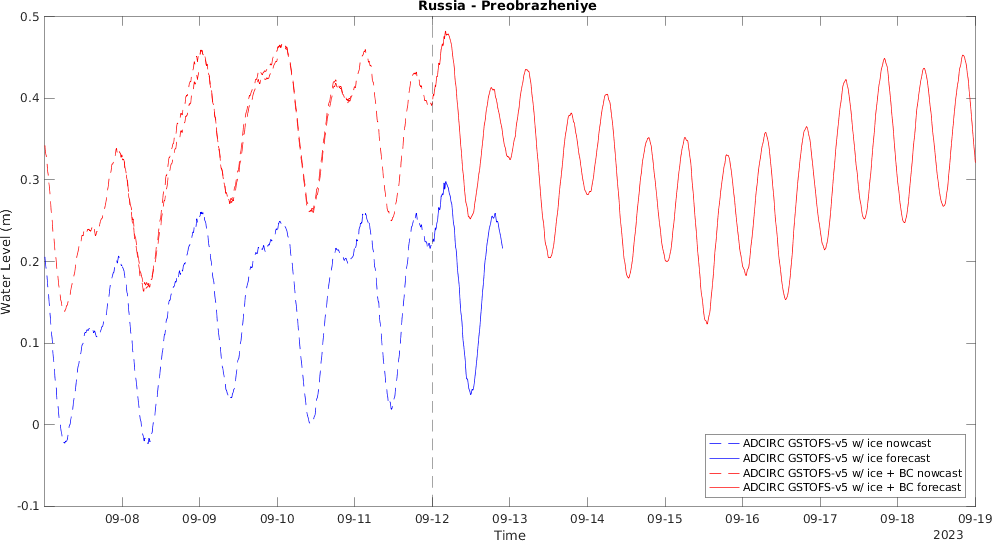 Russia - Preobrazheniye
Water Level (m)
0.5
0.4
0.3
0.2
0.1
0
-0.1
09-08 09-09 09-10 09-11 09-12 09-13 09-14 09-15 09-16 09-17 09-18 09-19
Time
2023
ADCIRC GSTOFS-v5 w/ ice nowcast
ADCIRC GSTOFS-v5 w/ ice forecast
ADCIRC GSTOFS-v5 w/ ice + BC nowcast
ADCIRC GSTOFS-v5 w/ ice + BC forecast